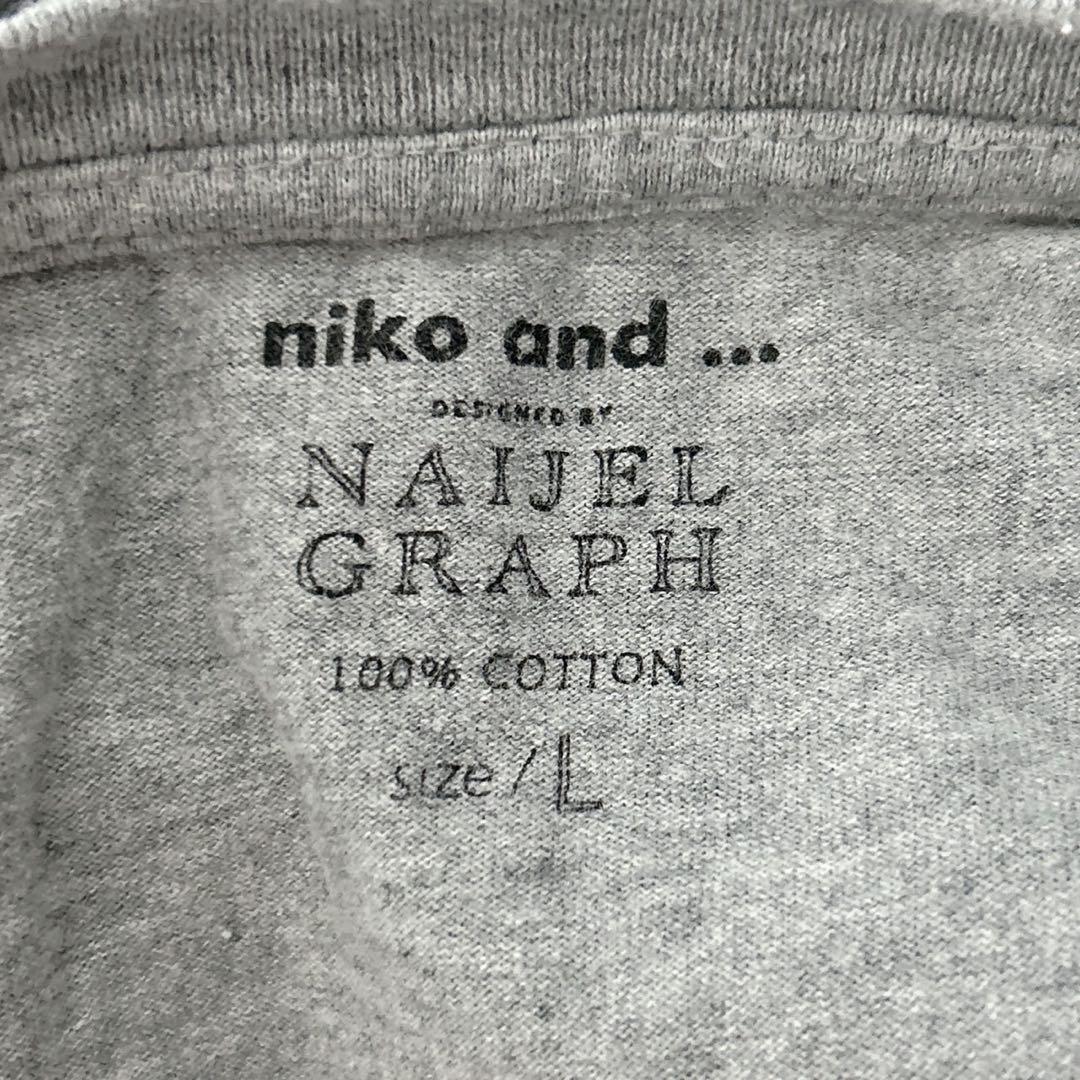 niko and ...
DESIGNED BY
NAIJEL
GRAPH
100% COTTON
size / L